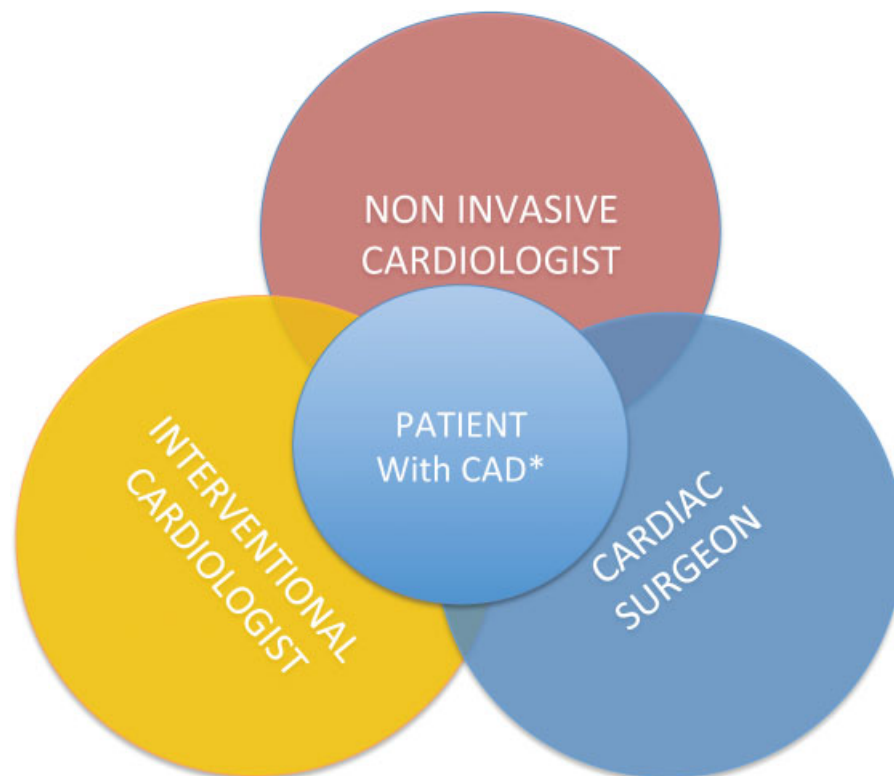 NON INVASIVE
CARDIOLOGIST
PATIENT
With CAD*
INTERVENTIONAL
CARDIOLOGIST
CARDIAC
SURGEON